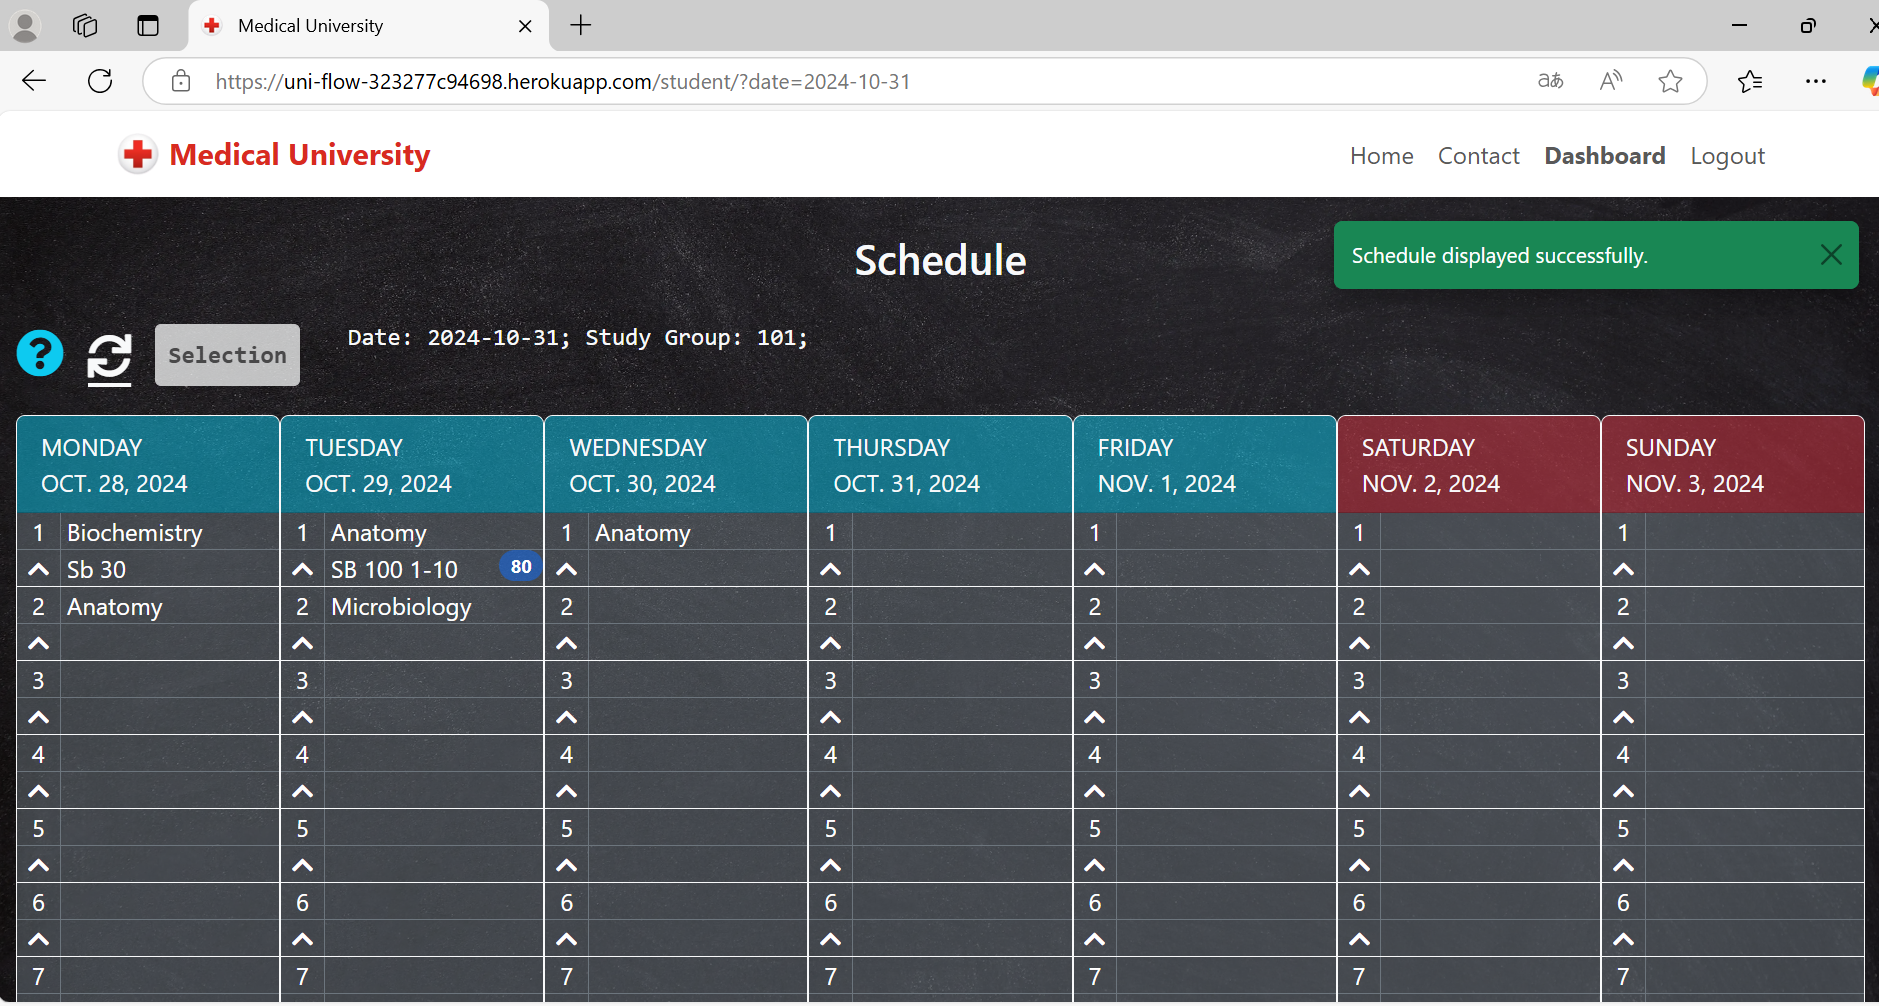 Medical University
https://uni-flow-323277c94698.herokuapp.com/student/?date=2024-10-31
aあ
A
Medical University
Home Contact Dashboard Logout
Schedule
Schedule displayed successfully.
?
Selection
Date: 2024-10-31; Study Group: 101;
MONDAY TUESDAY WEDNESDAY THURSDAY FRIDAY SATURDAY SUNDAY
OCT. 28, 2024 OCT. 29, 2024 OCT. 30, 2024 OCT. 31, 2024 NOV. 1, 2024 NOV. 2, 2024 NOV. 3, 2024
1 Biochemistry 1 Anatomy 1 Anatomy 1 1 1 1
Sb 30 SB 100 1-10 80
2 Anatomy 2 Microbiology 2 2 2 2 2
3 3 3 3 3 3 3
4 4 4 4 4 4 4
5 5 5 5 5 5 5
6 6 6 6 6 6 6
7 7 7 7 7 7 7